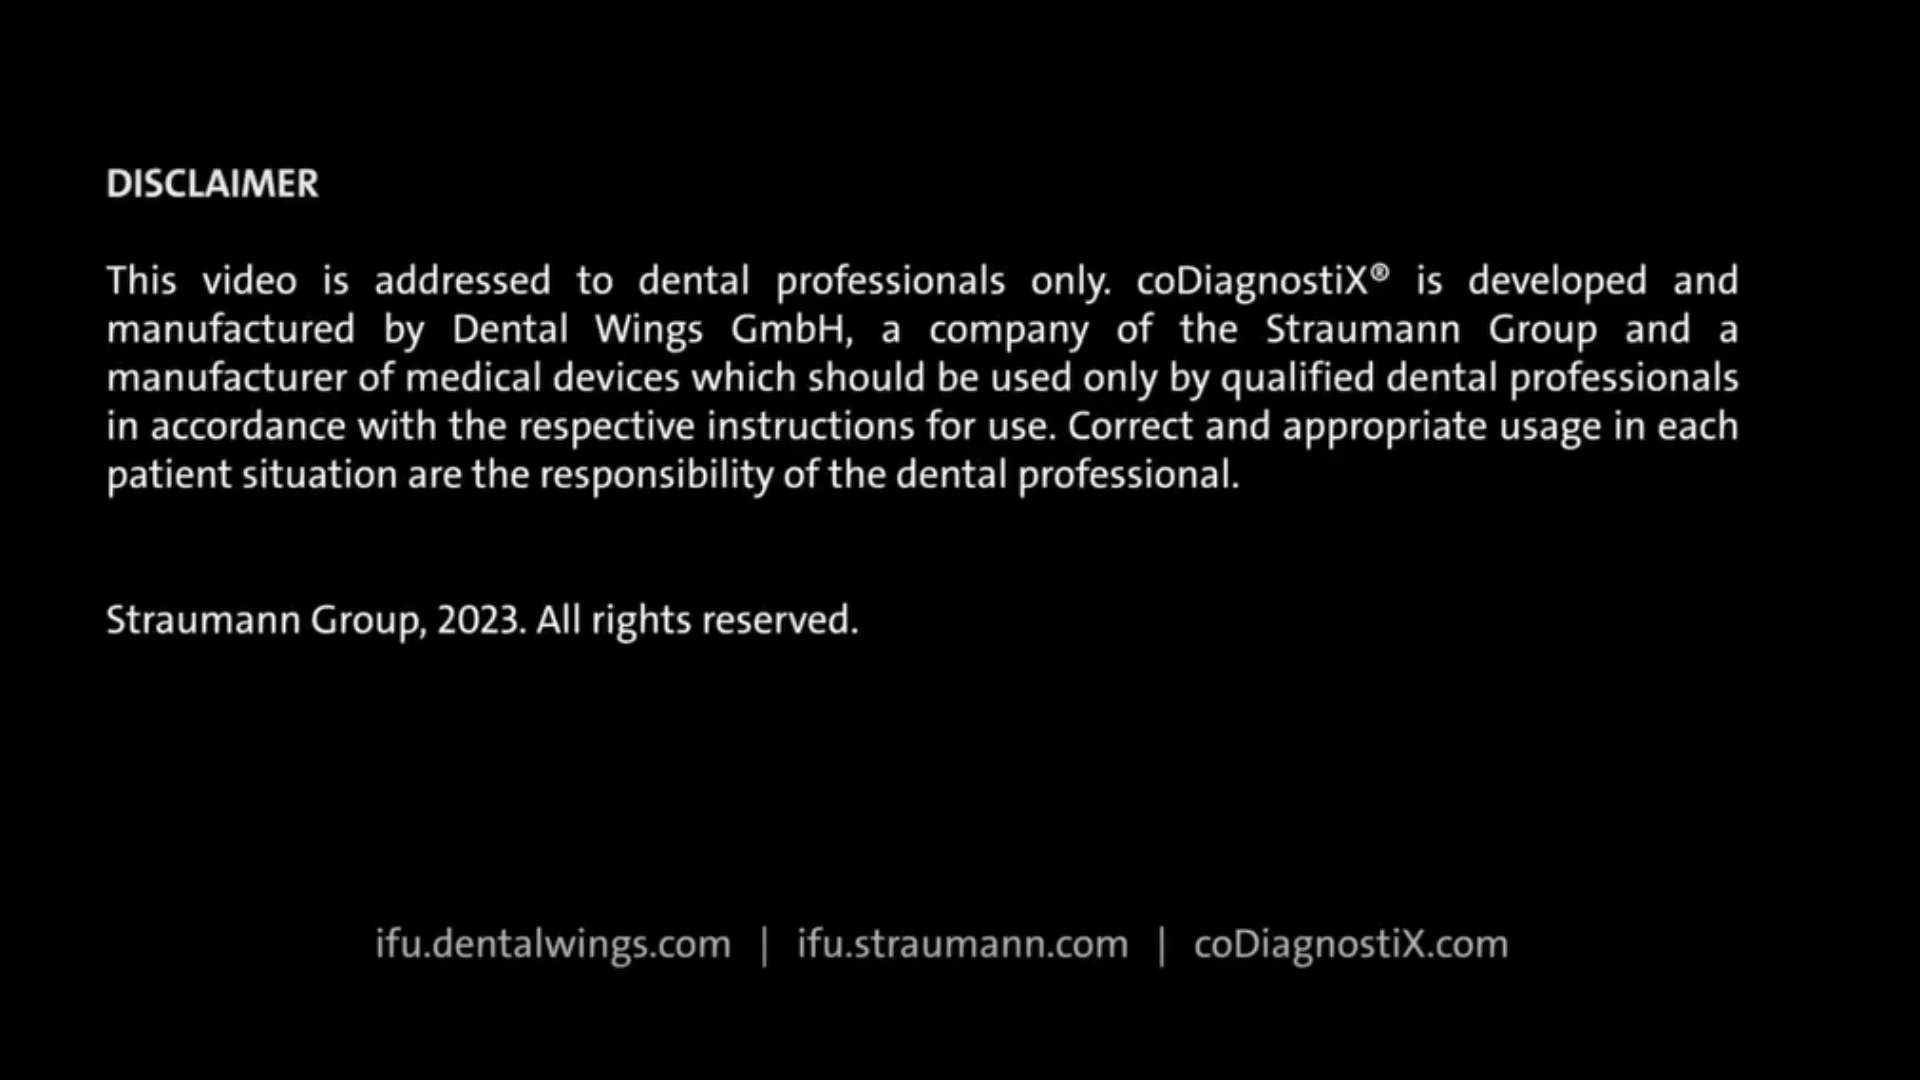 DISCLAIMER
This video is addressed to dental professionals only. coDiagnostiX® is developed and
manufactured by Dental Wings GmbH, a company of the Straumann Group and a
manufacturer of medical devices which should be used only by qualified dental professionals
in accordance with the respective instructions for use. Correct and appropriate usage in each
patient situation are the responsibility of the dental professional.
Straumann Group, 2023. All rights reserved.
ifu.dentalwings.com | ifu.straumann.com | coDiagnostiX.com